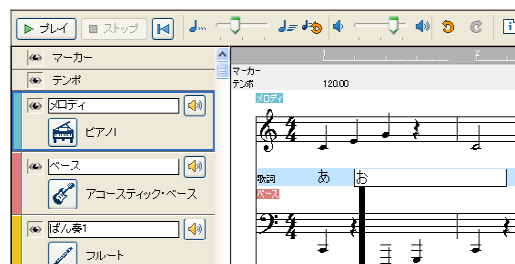 プレイ ストップ
マーカー
テンポ
メロディ
ピアノ1
ベース
アコースティック・ベース
ばん奏1
フルート
1 2
マーカー
テンポ 120.00
メロディ
歌詞 あ お
ベース